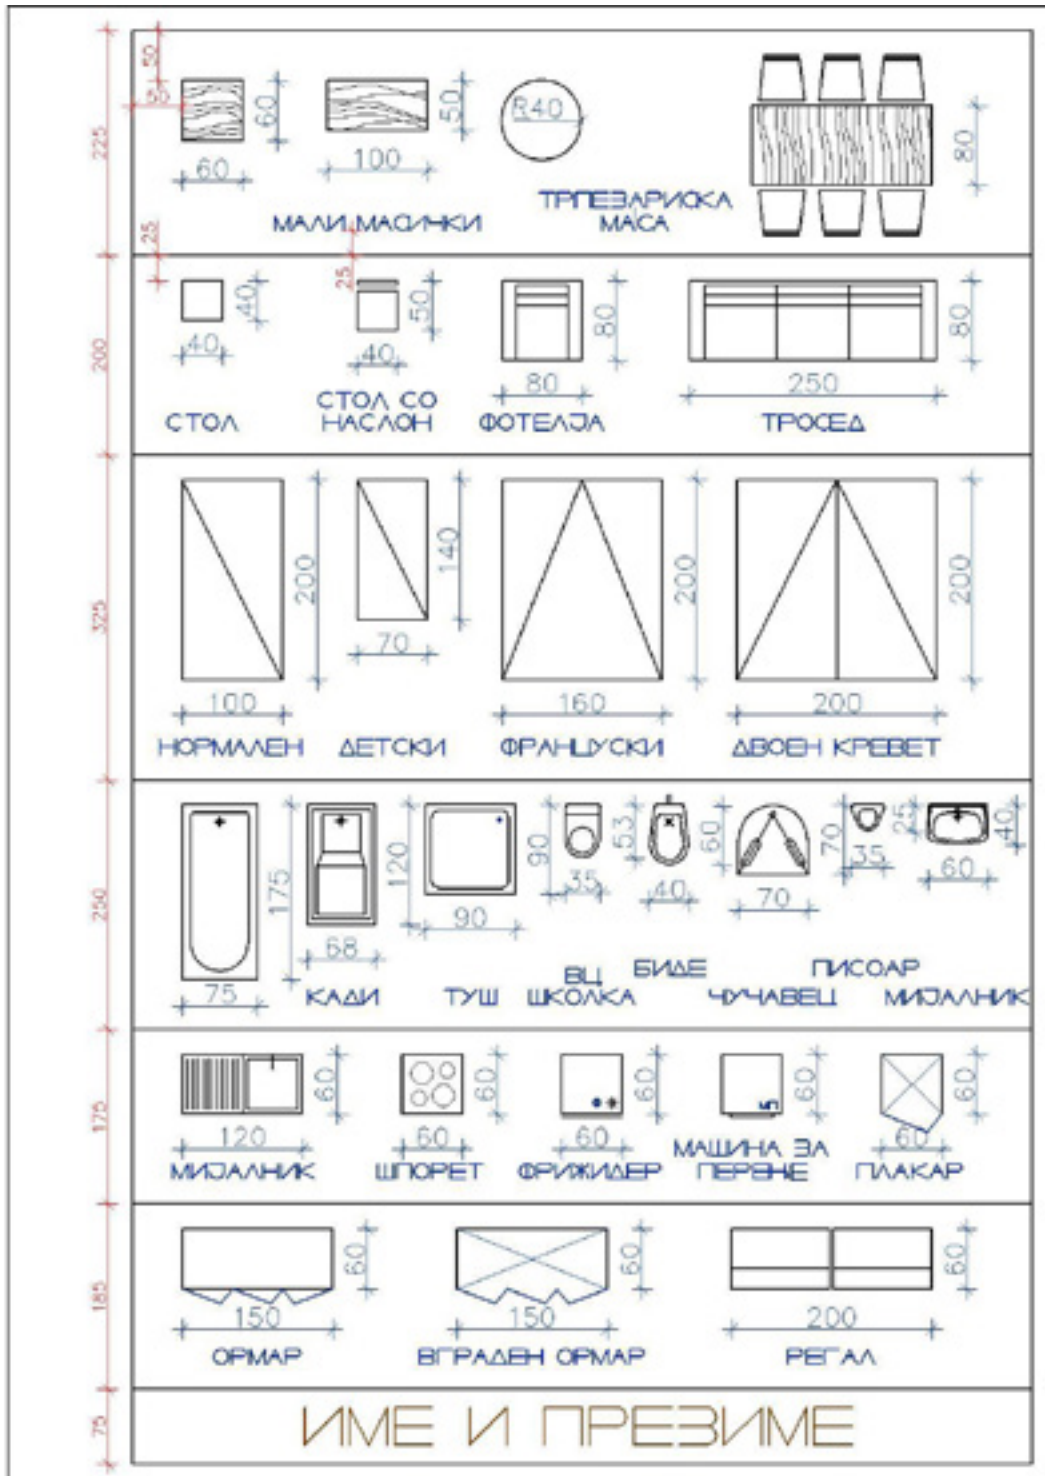 50
50
225
60
60
100
50
R40
80
МАЛИ МАСИЧКИ
ТРПЕЗАРИСКА
МАСА
25
25
200
40
40
50
40
80
80
80
250
СТОЛ
СТОЛ СО
НАСЛОН
ФОТЕЛЈА
ТРОСЕД
325
200
140
200
200
70
100
160
200
НОРМАЛЕН
ДЕТСКИ
ФРАНЦУСКИ
ДВОЕН КРЕВЕТ
250
175
120
90
53
60
70
25
40
35
35
60
75
68
90
40
70
КАДИ
ТУШ
ВЦ
ШКОЛКА
БИДЕ
ЧУЧАВЕЦ
ПИСОАР
МИЈАЛНИК
175
60
60
60
60
60
120
60
60
60
МИЈАЛНИК
ШПОРЕТ
ФРИЖИДЕР
МАШИНА ЗА
ПЕРЕЊЕ
ПЛАКАР
185
60
60
60
150
150
200
ОРМАР
ВГРАДЕН ОРМАР
РЕГАЛ
75
ИМЕ И ПРЕЗИМЕ